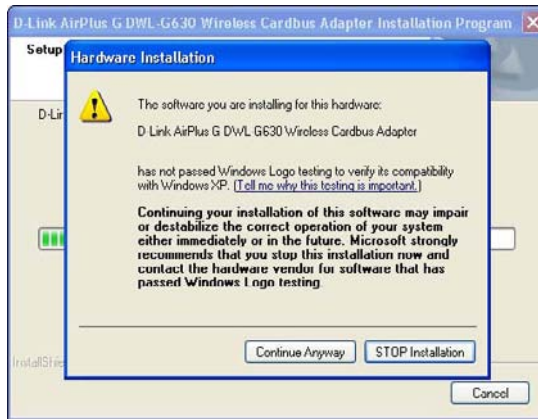 D-Link AirPlus G DWL-G630 Wireless Cardbus Adapter Installation Program
Setup
Hardware Installation
The software you are installing for this hardware:
D-Link AirPlus G DWL-G630 Wireless Cardbus Adapter
has not passed Windows Logo testing to verify its compatibility
with Windows XP. (Tell me why this testing is important.)
Continuing your installation of this software may impair
or destabilize the correct operation of your system
either immediately or in the future. Microsoft strongly
recommends that you stop this installation now and
contact the hardware vendor for software that has
passed Windows Logo testing.
D-Lin
InstallShie
Continue Anyway
STOP Installation
Cancel